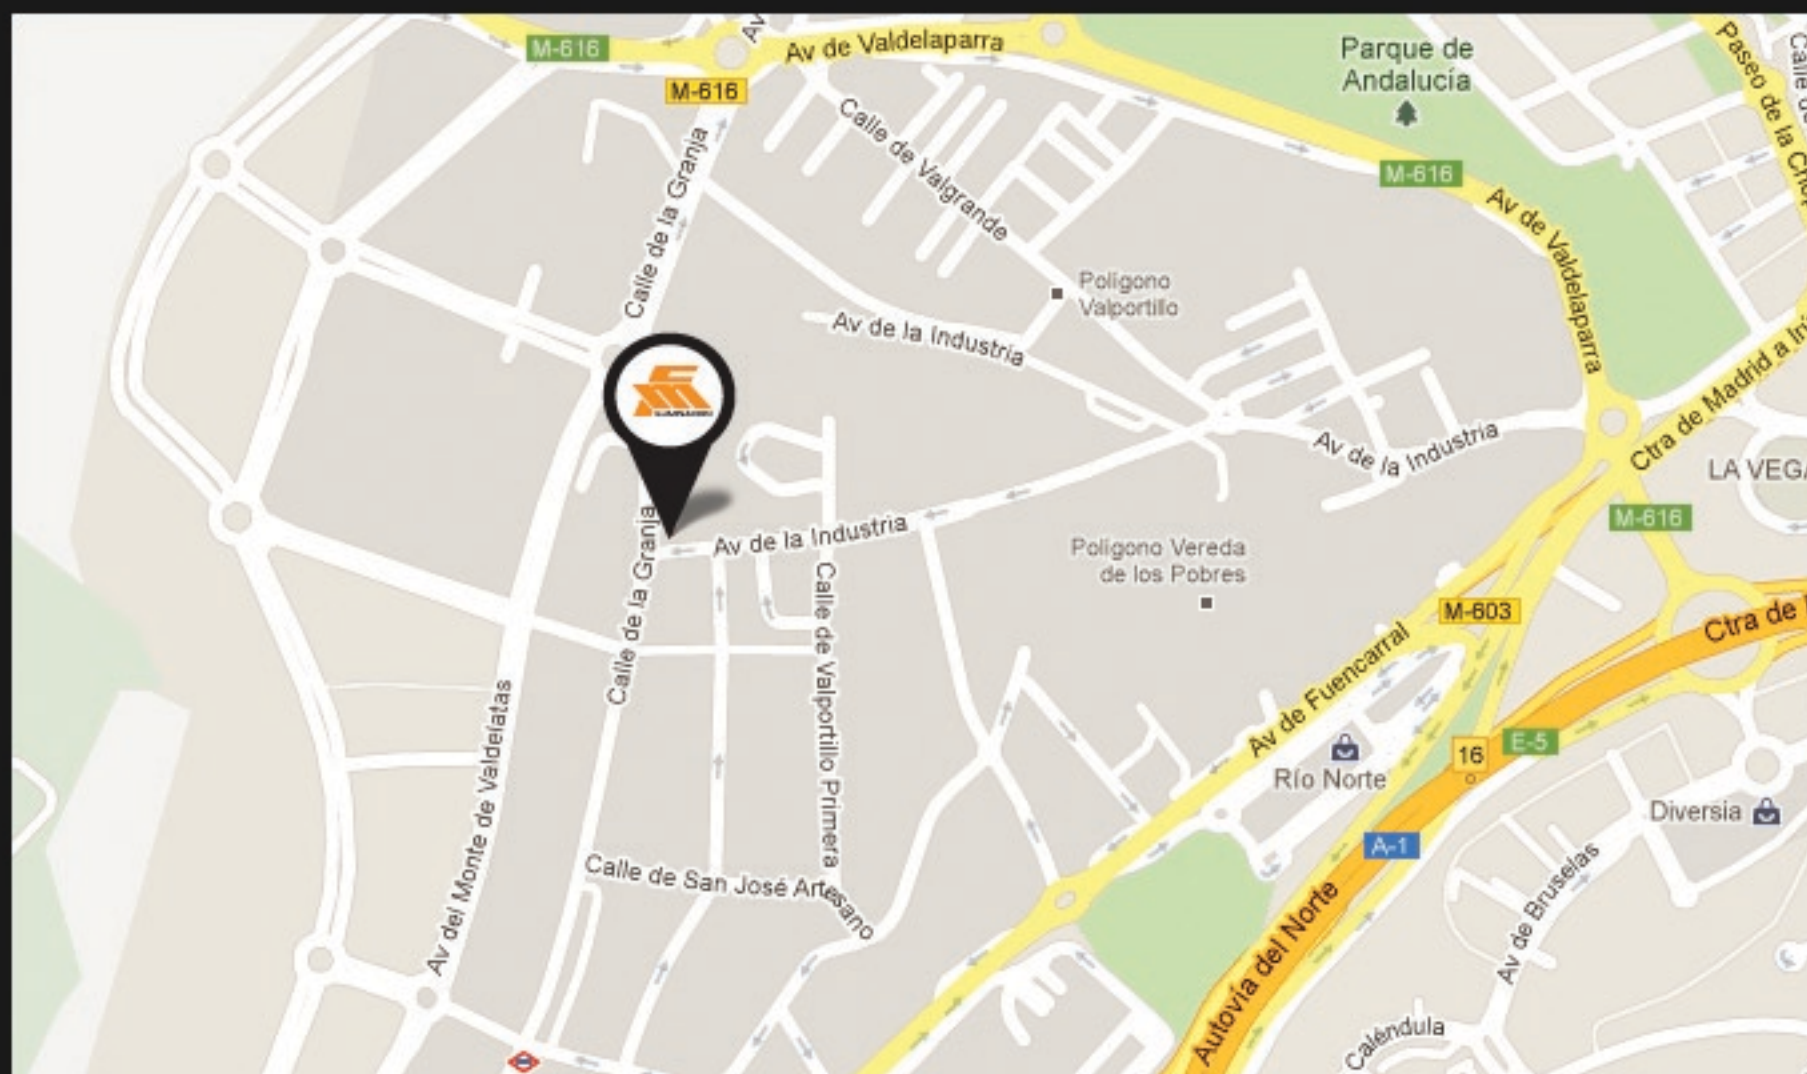 M-616
Av de Valdelaparra
M-616
Parque de
Andalucía
Paseo de la
Calle de Valgrande
Calle de la Granja
M-616
Av de Valdelaparra
Polígono
Valportillo
Av de la Industria
Ctra de Madrid a
Av de la Industria
LA VEGA
M-616
Av de la Industria
Calle de la Granja
Polígono Vereda
de los Pobres
M-603
Ctra de
Av de Fuencarral
Calle de Valportillo Primera
Av del Monte de Valdelatas
16
E-5
Río Norte
Diversia
A-1
Calle de San José Artesano
Av de Bruselas
Autovía del Norte
Caléndula